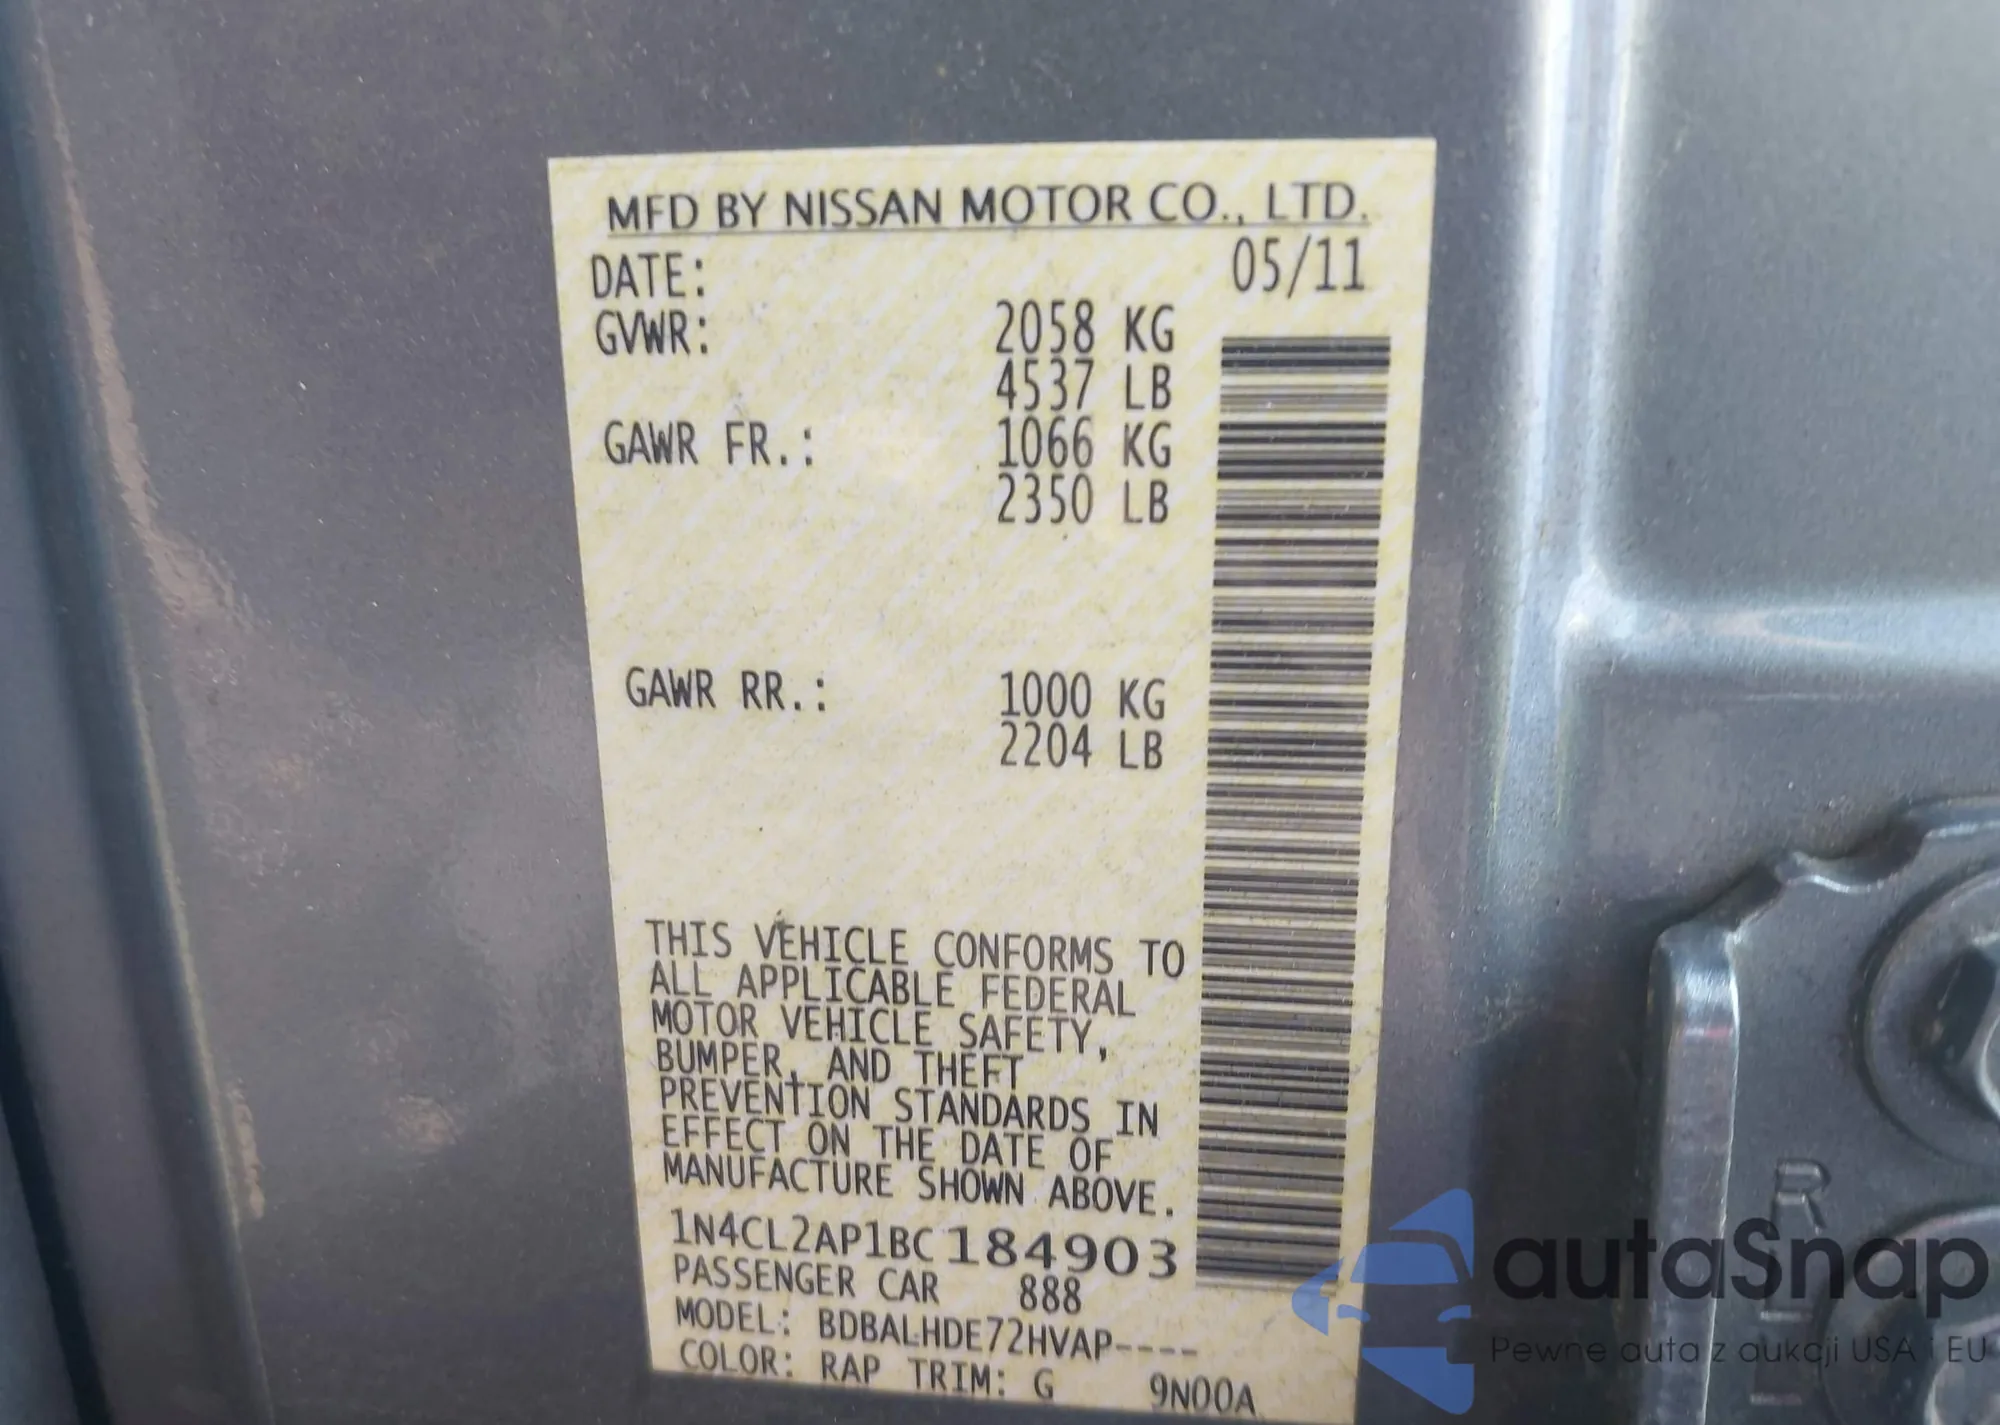 MFD BY NISSAN MOTOR CO., LTD.
DATE: 05/11
GVWR: 2058 KG
4537 LB
GAWR FR.: 1066 KG
2350 LB
GAWR RR.: 1000 KG
2204 LB
THIS VEHICLE CONFORMS TO
ALL APPLICABLE FEDERAL
MOTOR VEHICLE SAFETY,
BUMPER, AND THEFT
PREVENTION STANDARDS IN
EFFECT ON THE DATE OF
MANUFACTURE SHOWN ABOVE.
1N4CL2AP1BC184903
PASSENGER CAR 888
MODEL: BDBALHDE72HVAP----
COLOR: RAP TRIM: G 9N00A
autoSnap
Pewne auta z aukcji USA i EU